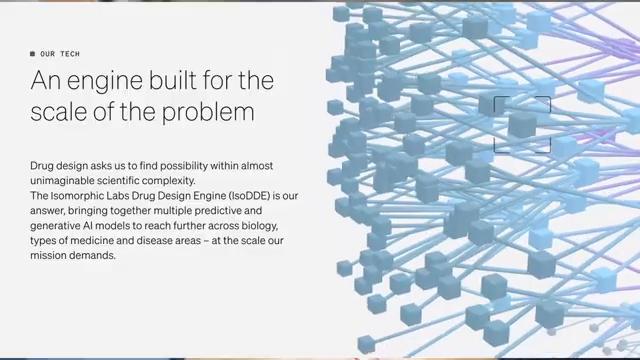 OUR TECH
An engine built for the
scale of the problem
Drug design asks us to find possibility within almost
unimaginable scientific complexity.
The Isomorphic Labs Drug Design Engine (IsoDDE) is our
answer, bringing together multiple predictive and
generative AI models to reach further across biology,
types of medicine and disease areas – at the scale our
mission demands.